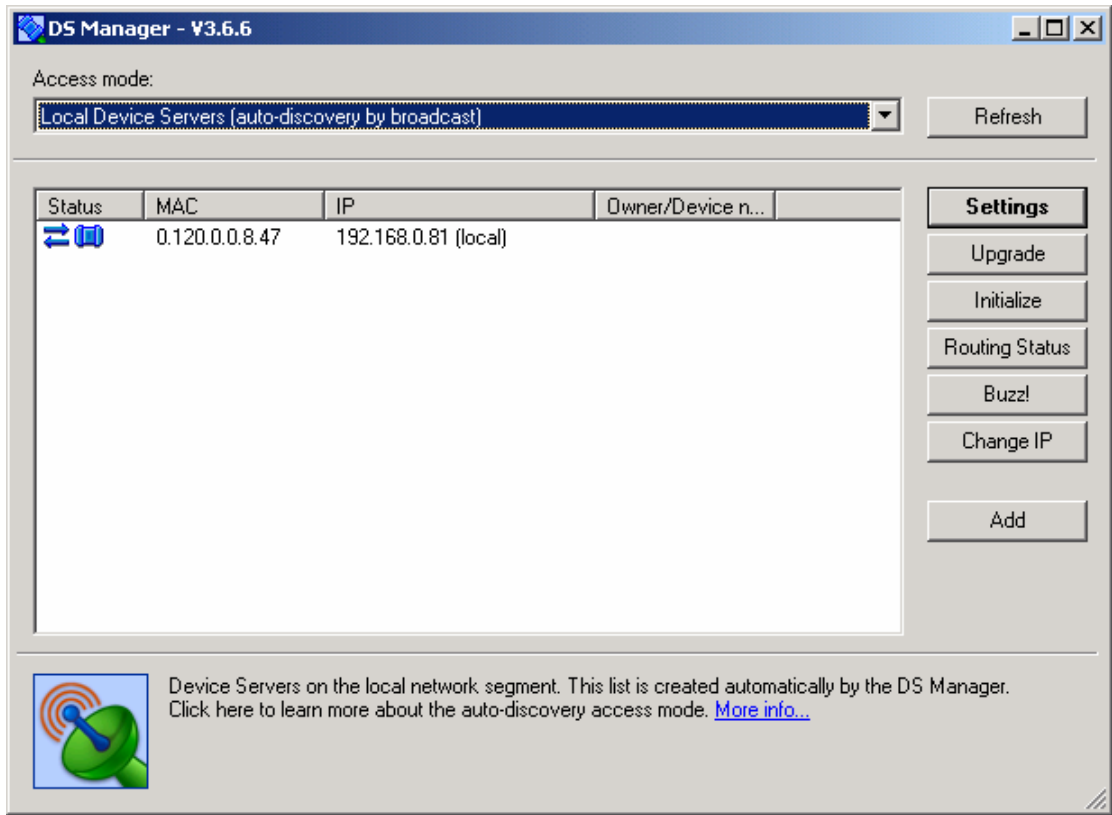 DS Manager - V3.6.6
Access mode:
Local Device Servers (auto-discovery by broadcast)
Refresh
Status MAC IP Owner/Device n...
0.120.0.0.8.47 192.168.0.81 (local)
Settings
Upgrade
Initialize
Routing Status
Buzz!
Change IP
Add
Device Servers on the local network segment. This list is created automatically by the DS Manager.
Click here to learn more about the auto-discovery access mode. More info...